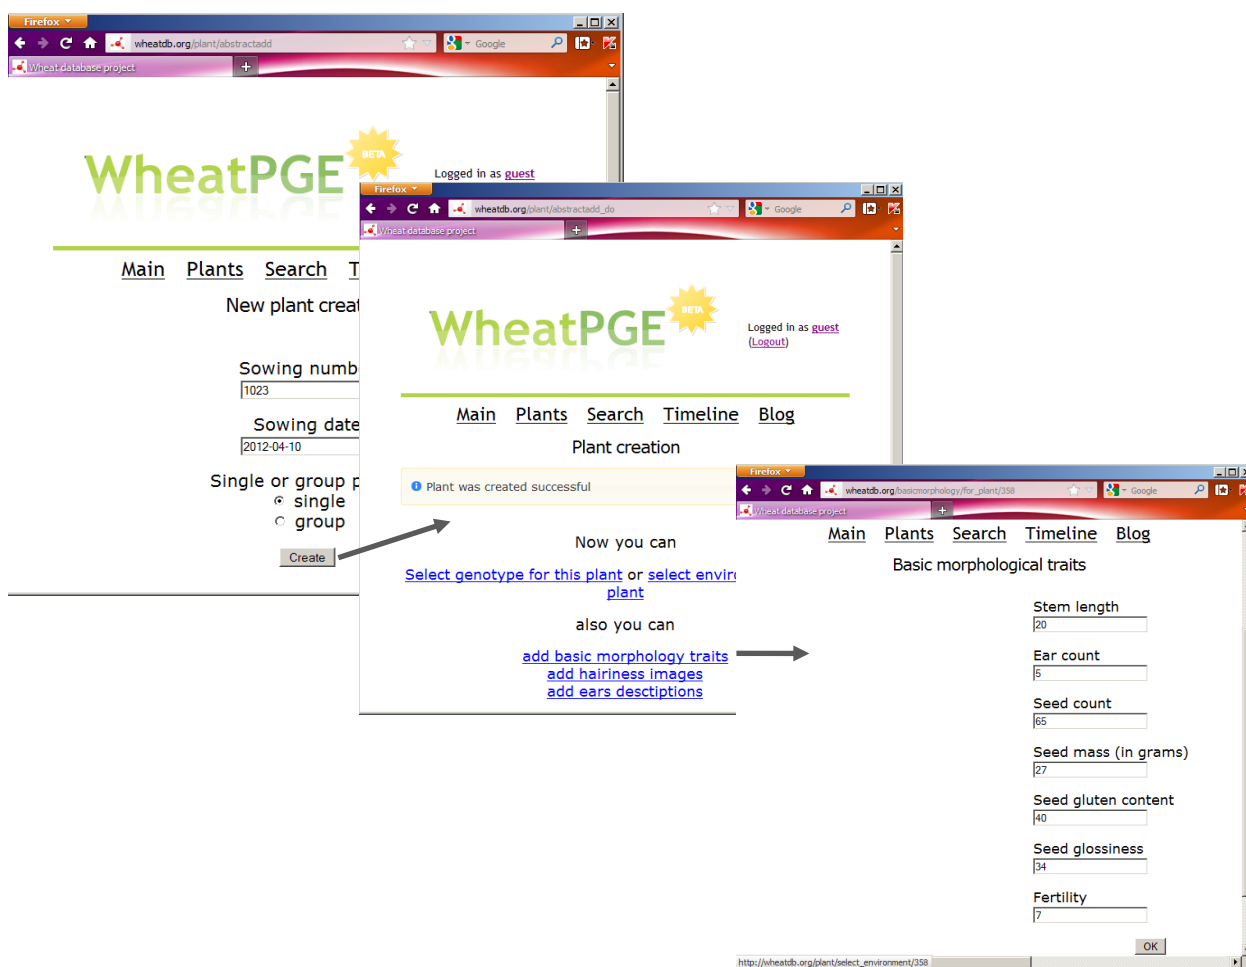 Firefox
wheatdb.org/plant/abstractadd
Google
Wheat database project
WheatPGE
BETA
Logged in as guest
Main Plants Search T
New plant creat
Sowing numb
1023
Sowing date
2012-04-10
Single or group p
single
group
Create
Firefox
wheatdb.org/plant/abstractadd_do
Google
Wheat database project
WheatPGE
BETA
Logged in as guest
(Logout)
Main Plants Search Timeline Blog
Plant creation
Plant was created successful
Now you can
Select genotype for this plant or select envir
plant
also you can
add basic morphology traits
add hairiness images
add ears desctiptions
Firefox
wheatdb.org/basicmorphology/for_plant/358
Google
Wheat database project
Main Plants Search Timeline Blog
Basic morphological traits
Stem length
20
Ear count
5
Seed count
65
Seed mass (in grams)
27
Seed gluten content
40
Seed glossiness
34
Fertility
7
OK
http://wheatdb.org/plant/select_environment/358